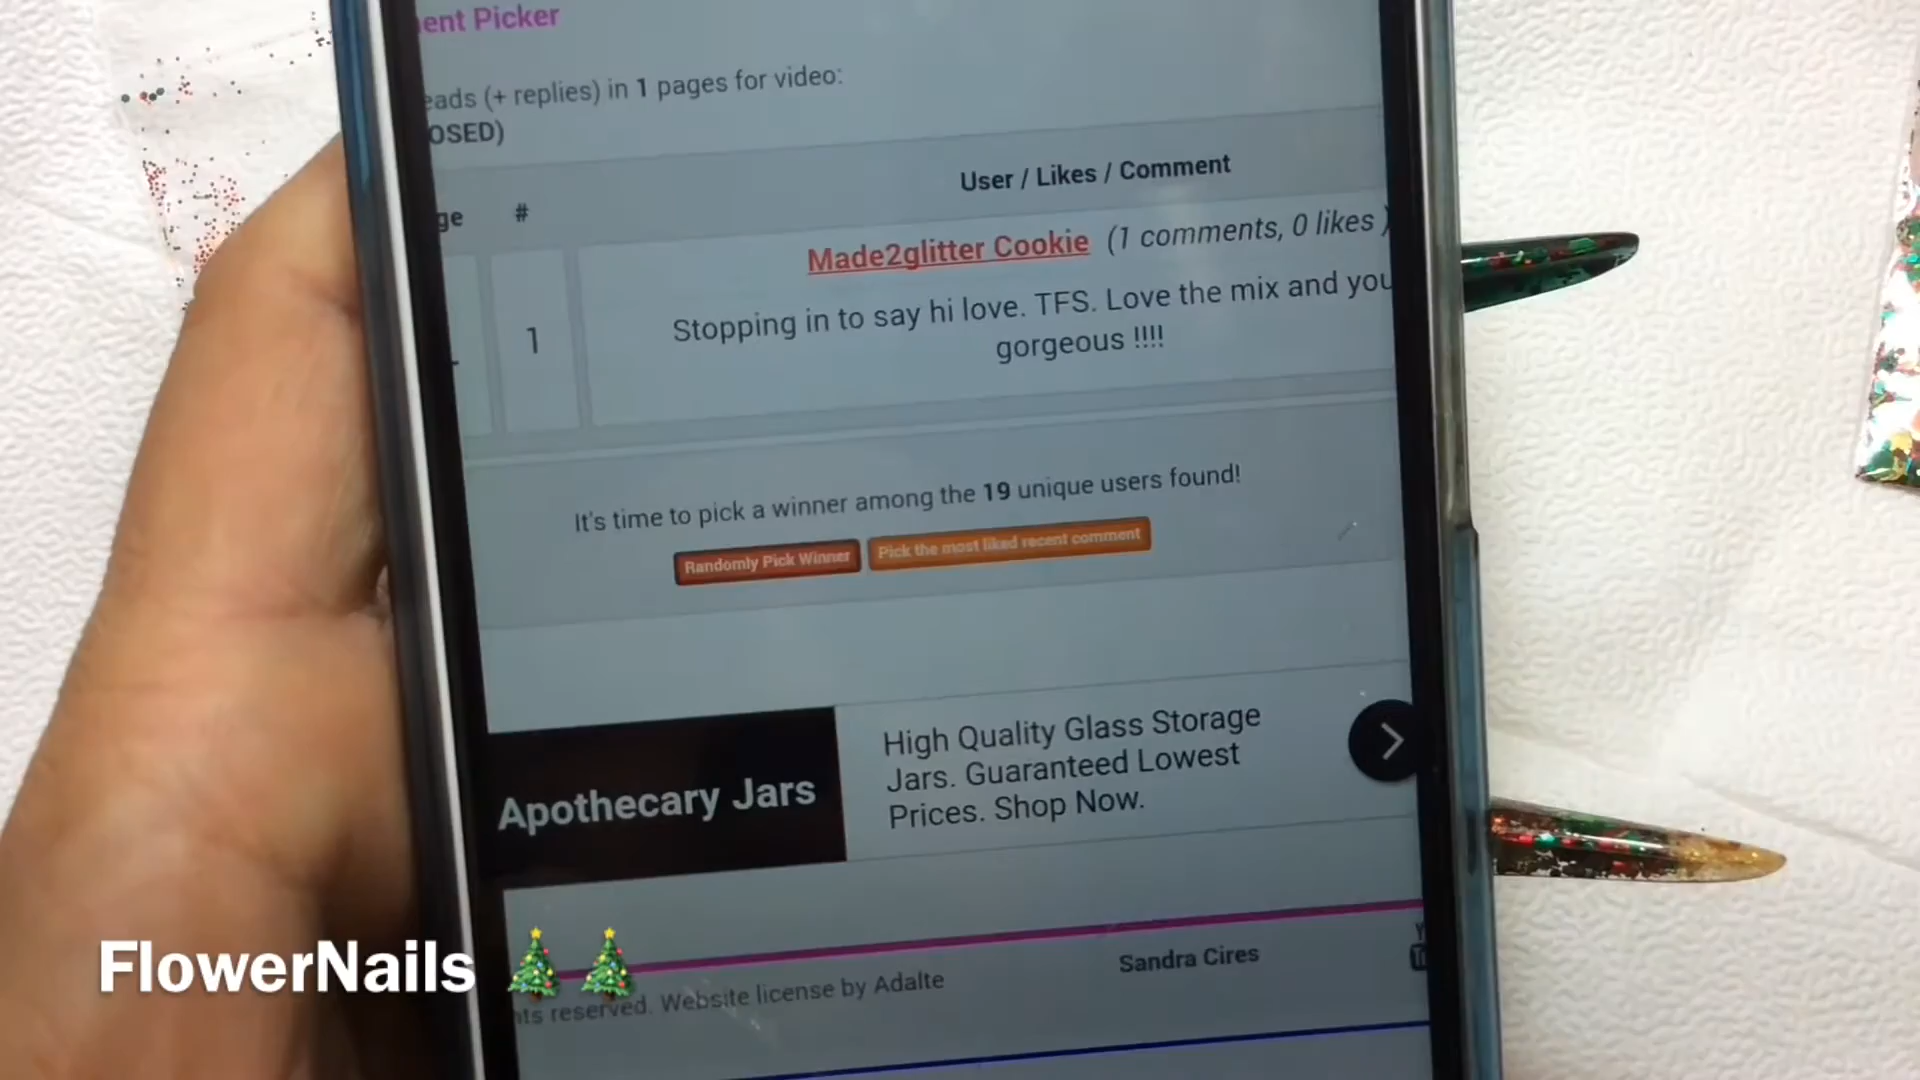 ent Picker
eads (+ replies) in 1 pages for video:
OSED)
User / Likes / Comment
ge #
Made2glitter Cookie (1 comments, 0 likes )
1
Stopping in to say hi love. TFS. Love the mix and you
gorgeous !!!!
It's time to pick a winner among the 19 unique users found!
Randomly Pick Winner Pick the most liked recent comment
Apothecary Jars
High Quality Glass Storage
Jars. Guaranteed Lowest
Prices. Shop Now.
Sandra Cires
nts reserved. Website license by Adalte
FlowerNails 🎄🎄